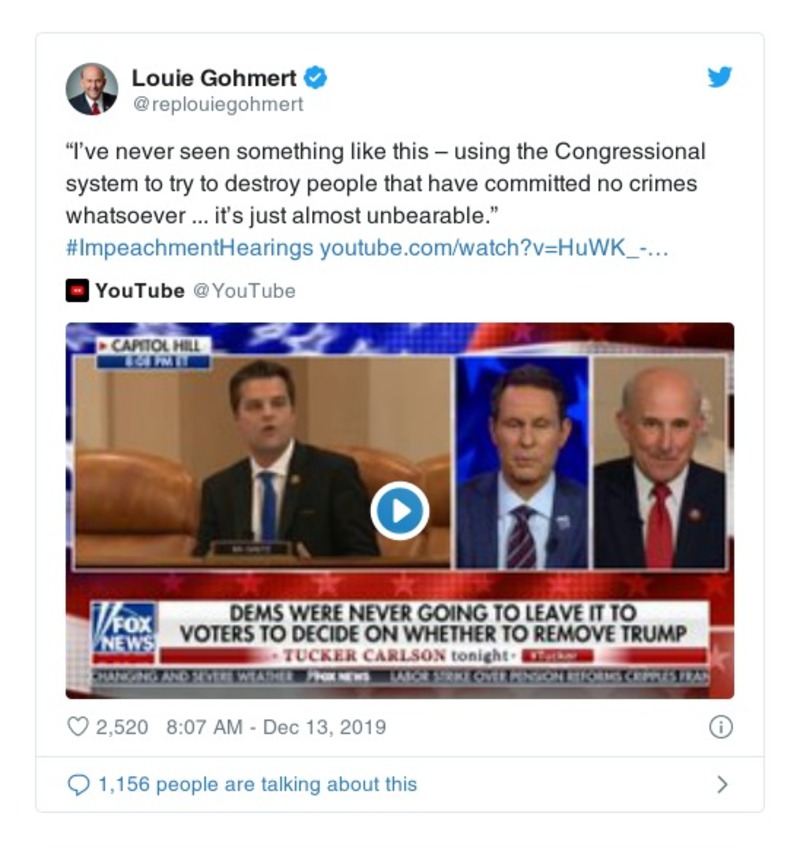 Louie Gohmert
@replouiegohmert
“I’ve never seen something like this – using the Congressional
system to try to destroy people that have committed no crimes
whatsoever ... it’s just almost unbearable.”
#ImpeachmentHearings youtube.com/watch?v=HuWK_-…
YouTube @YouTube
CAPITOL HILL
8:08 PM ET
FOX
NEWS
DEMS WERE NEVER GOING TO LEAVE IT TO
VOTERS TO DECIDE ON WHETHER TO REMOVE TRUMP
TUCKER CARLSON tonight
#Tucker
CHANGING AND SEVERE WEATHER FOX NEWS LABOR STRIKE OVER PENSION REFORMS CRIPPLES FRAN
2,520 8:07 AM - Dec 13, 2019
1,156 people are talking about this